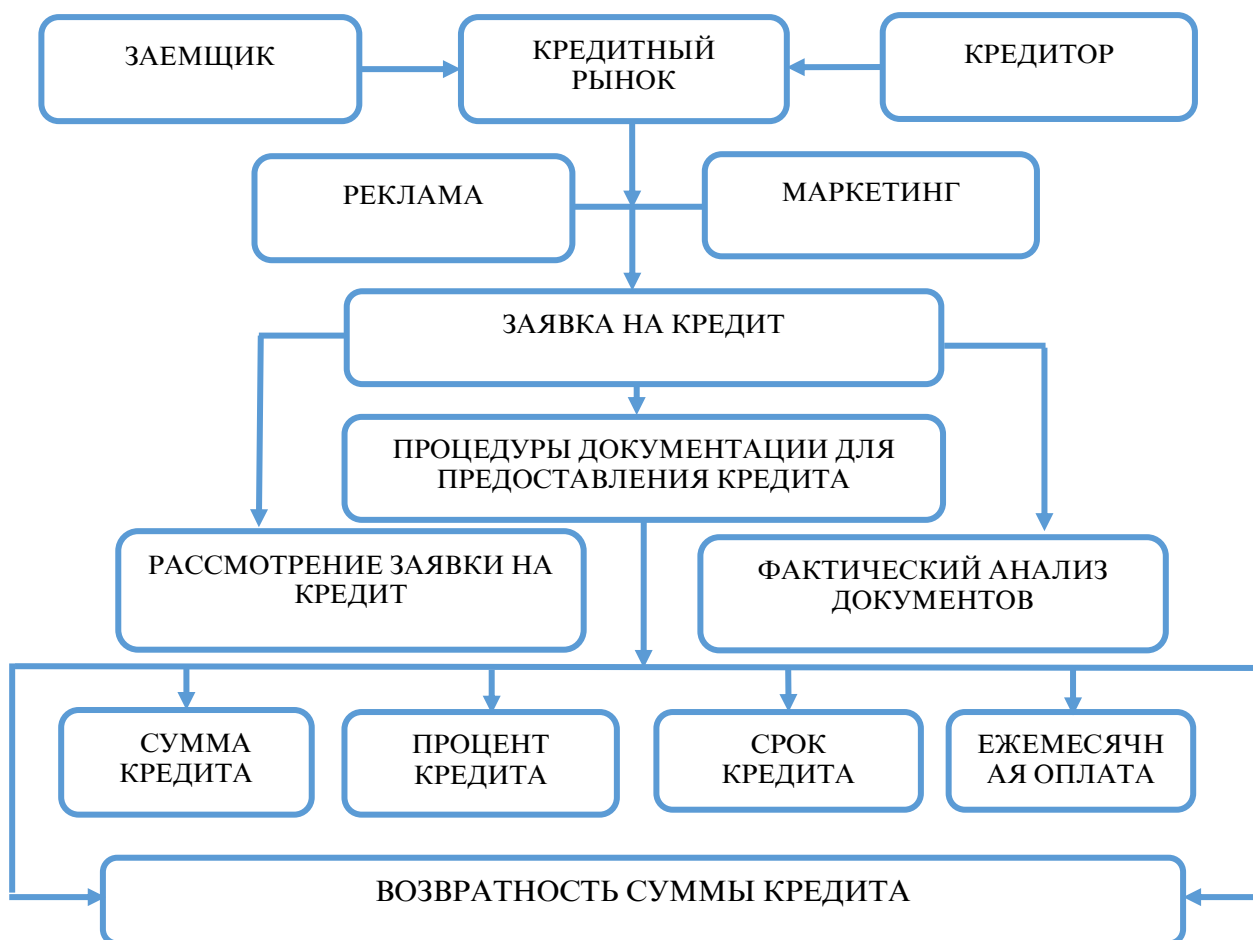 ЗАЕМЩИК
КРЕДИТНЫЙ
РЫНОК
КРЕДИТОР
РЕКЛАМА
МАРКЕТИНГ
ЗАЯВКА НА КРЕДИТ
ПРОЦЕДУРЫ ДОКУМЕНТАЦИИ ДЛЯ
ПРЕДОСТАВЛЕНИЯ КРЕДИТА
РАССМОТРЕНИЕ ЗАЯВКИ НА
КРЕДИТ
ФАКТИЧЕСКИЙ АНАЛИЗ
ДОКУМЕНТОВ
СУММА
КРЕДИТА
ПРОЦЕНТ
КРЕДИТА
СРОК
КРЕДИТА
ЕЖЕМЕСЯЧН
АЯ ОПЛАТА
ВОЗВРАТНОСТЬ СУММЫ КРЕДИТА